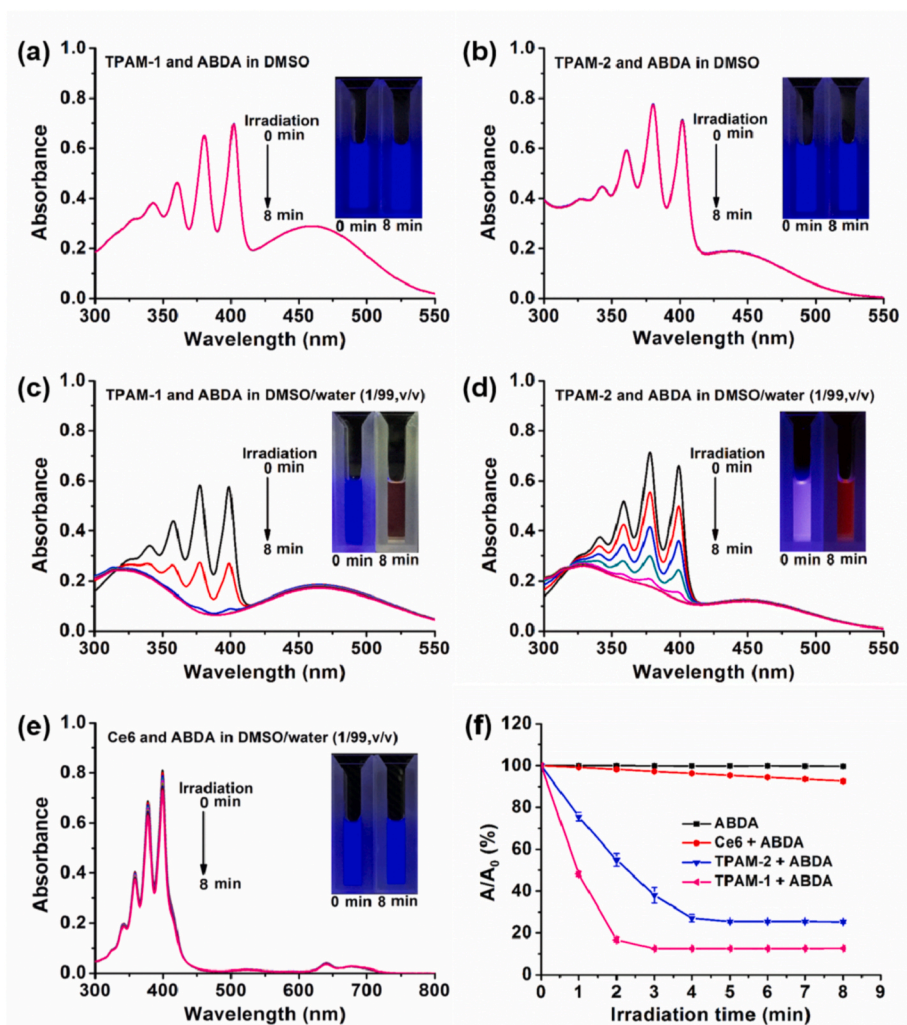 (a)
TPAM-1 and ABDA in DMSO
Irradiation
0 min
8 min
0 min 8 min
Absorbance
1.0
0.8
0.6
0.4
0.2
0.0
300 350 400 450 500 550
Wavelength (nm)
(b)
TPAM-2 and ABDA in DMSO
Irradiation
0 min
8 min
0 min 8 min
Absorbance
1.0
0.8
0.6
0.4
0.2
0.0
300 350 400 450 500 550
Wavelength (nm)
(c)
TPAM-1 and ABDA in DMSO/water (1/99,v/v)
Irradiation
0 min
8 min
0 min 8 min
Absorbance
1.0
0.8
0.6
0.4
0.2
0.0
300 350 400 450 500 550
Wavelength (nm)
(d)
TPAM-2 and ABDA in DMSO/water (1/99,v/v)
Irradiation
0 min
8 min
0 min 8 min
Absorbance
1.0
0.8
0.6
0.4
0.2
0.0
300 350 400 450 500 550
Wavelength (nm)
(e)
Ce6 and ABDA in DMSO/water (1/99,v/v)
Irradiation
0 min
8 min
0 min 8 min
Absorbance
1.0
0.8
0.6
0.4
0.2
0.0
300 400 500 600 700 800
Wavelength (nm)
(f)
A/A0 (%)
120
100
80
60
40
20
0
ABDA
Ce6 + ABDA
TPAM-2 + ABDA
TPAM-1 + ABDA
0 1 2 3 4 5 6 7 8 9
Irradiation time (min)